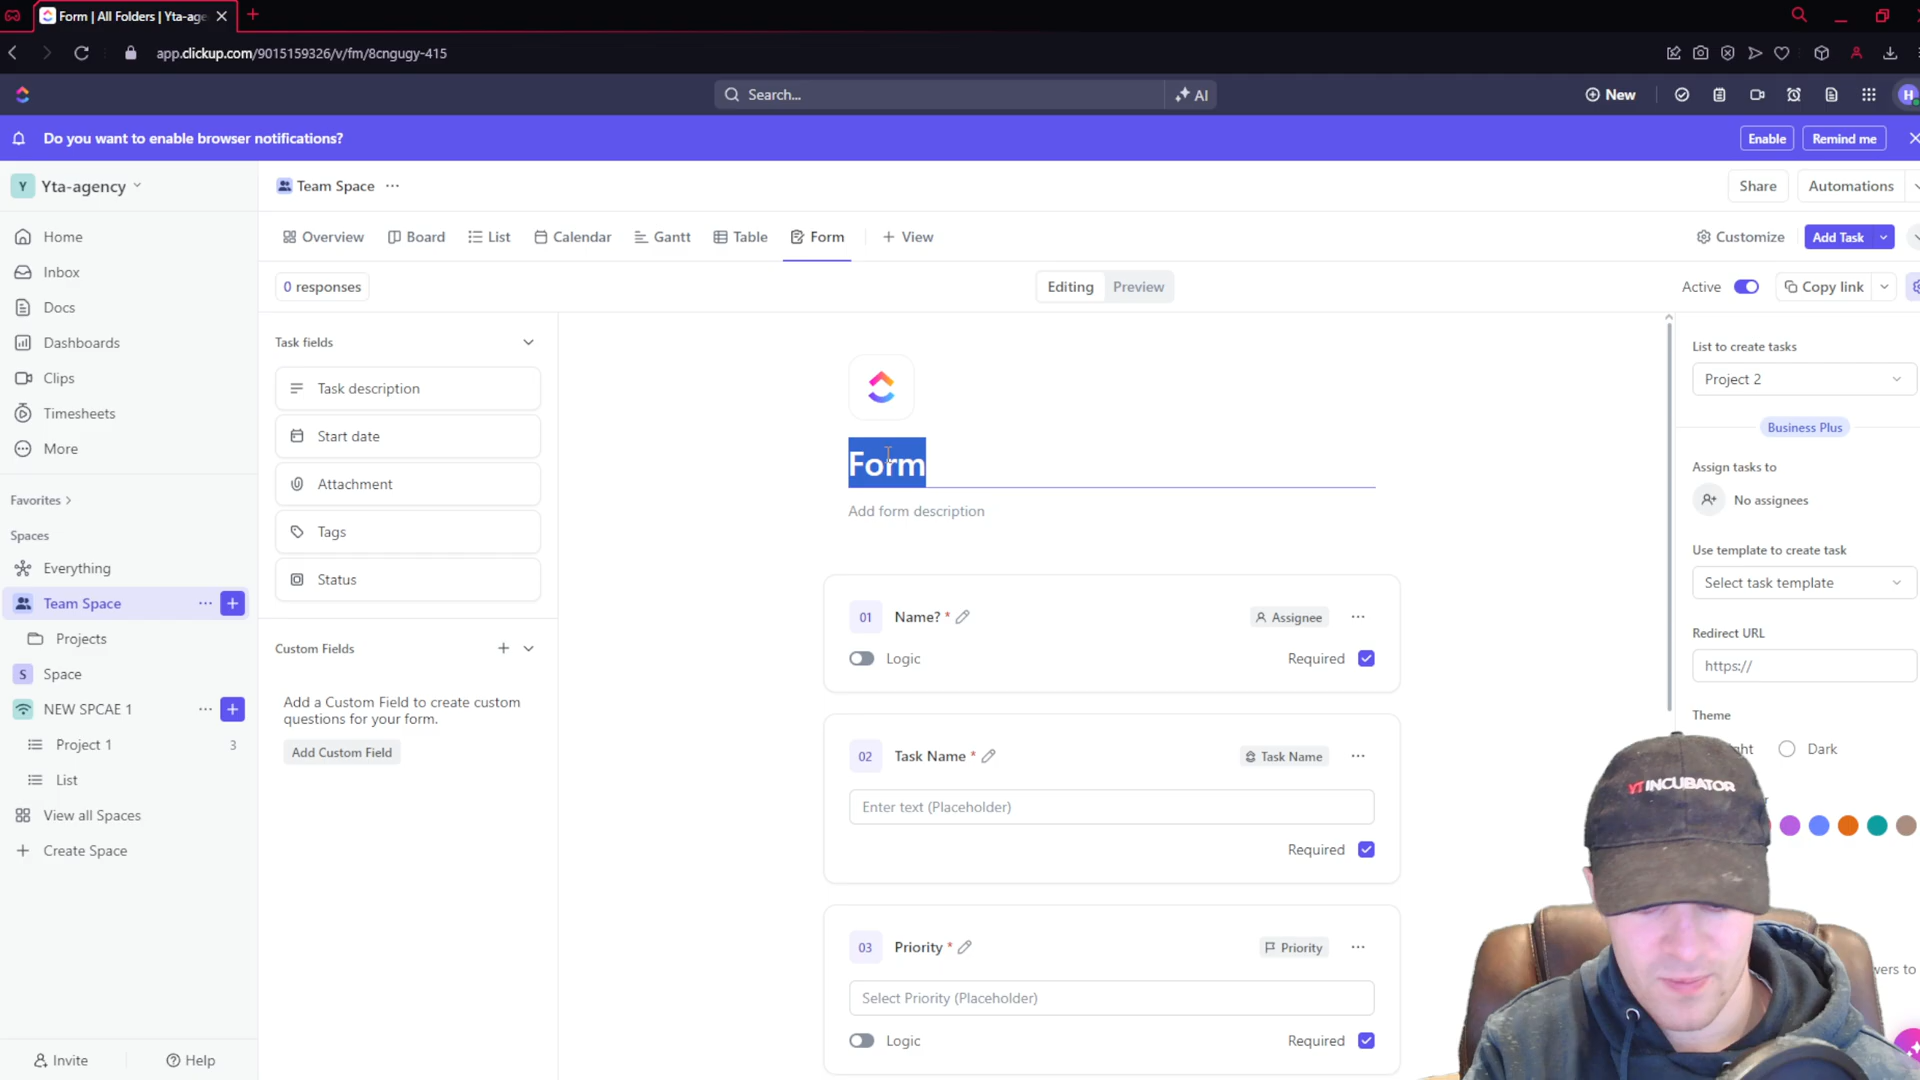 Form | All Folders | Yta-age
app.clickup.com/9015159326/v/fm/8cngugy-415
Search...
AI
New
H
Do you want to enable browser notifications?
Enable
Remind me
Y
Yta-agency
Team Space
Share
Automations
Home
Inbox
Docs
Dashboards
Clips
Timesheets
More
Favorites
Spaces
Everything
Team Space
Projects
S
Space
NEW SPCAE 1
Project 1
3
List
View all Spaces
Create Space
Invite
Help
Overview
Board
List
Calendar
Gantt
Table
Form
View
Customize
Add Task
0 responses
Editing
Preview
Active
Copy link
Task fields
Task description
Start date
Attachment
Tags
Status
Custom Fields
Add a Custom Field to create custom
questions for your form.
Add Custom Field
Form
Add form description
01
Name? *
Assignee
Logic
Required
02
Task Name *
Task Name
Enter text (Placeholder)
Required
03
Priority *
Priority
Select Priority (Placeholder)
Logic
Required
List to create tasks
Project 2
Business Plus
Assign tasks to
No assignees
Use template to create task
Select task template
Redirect URL
https://
Theme
Dark
YTINCUBATOR
to